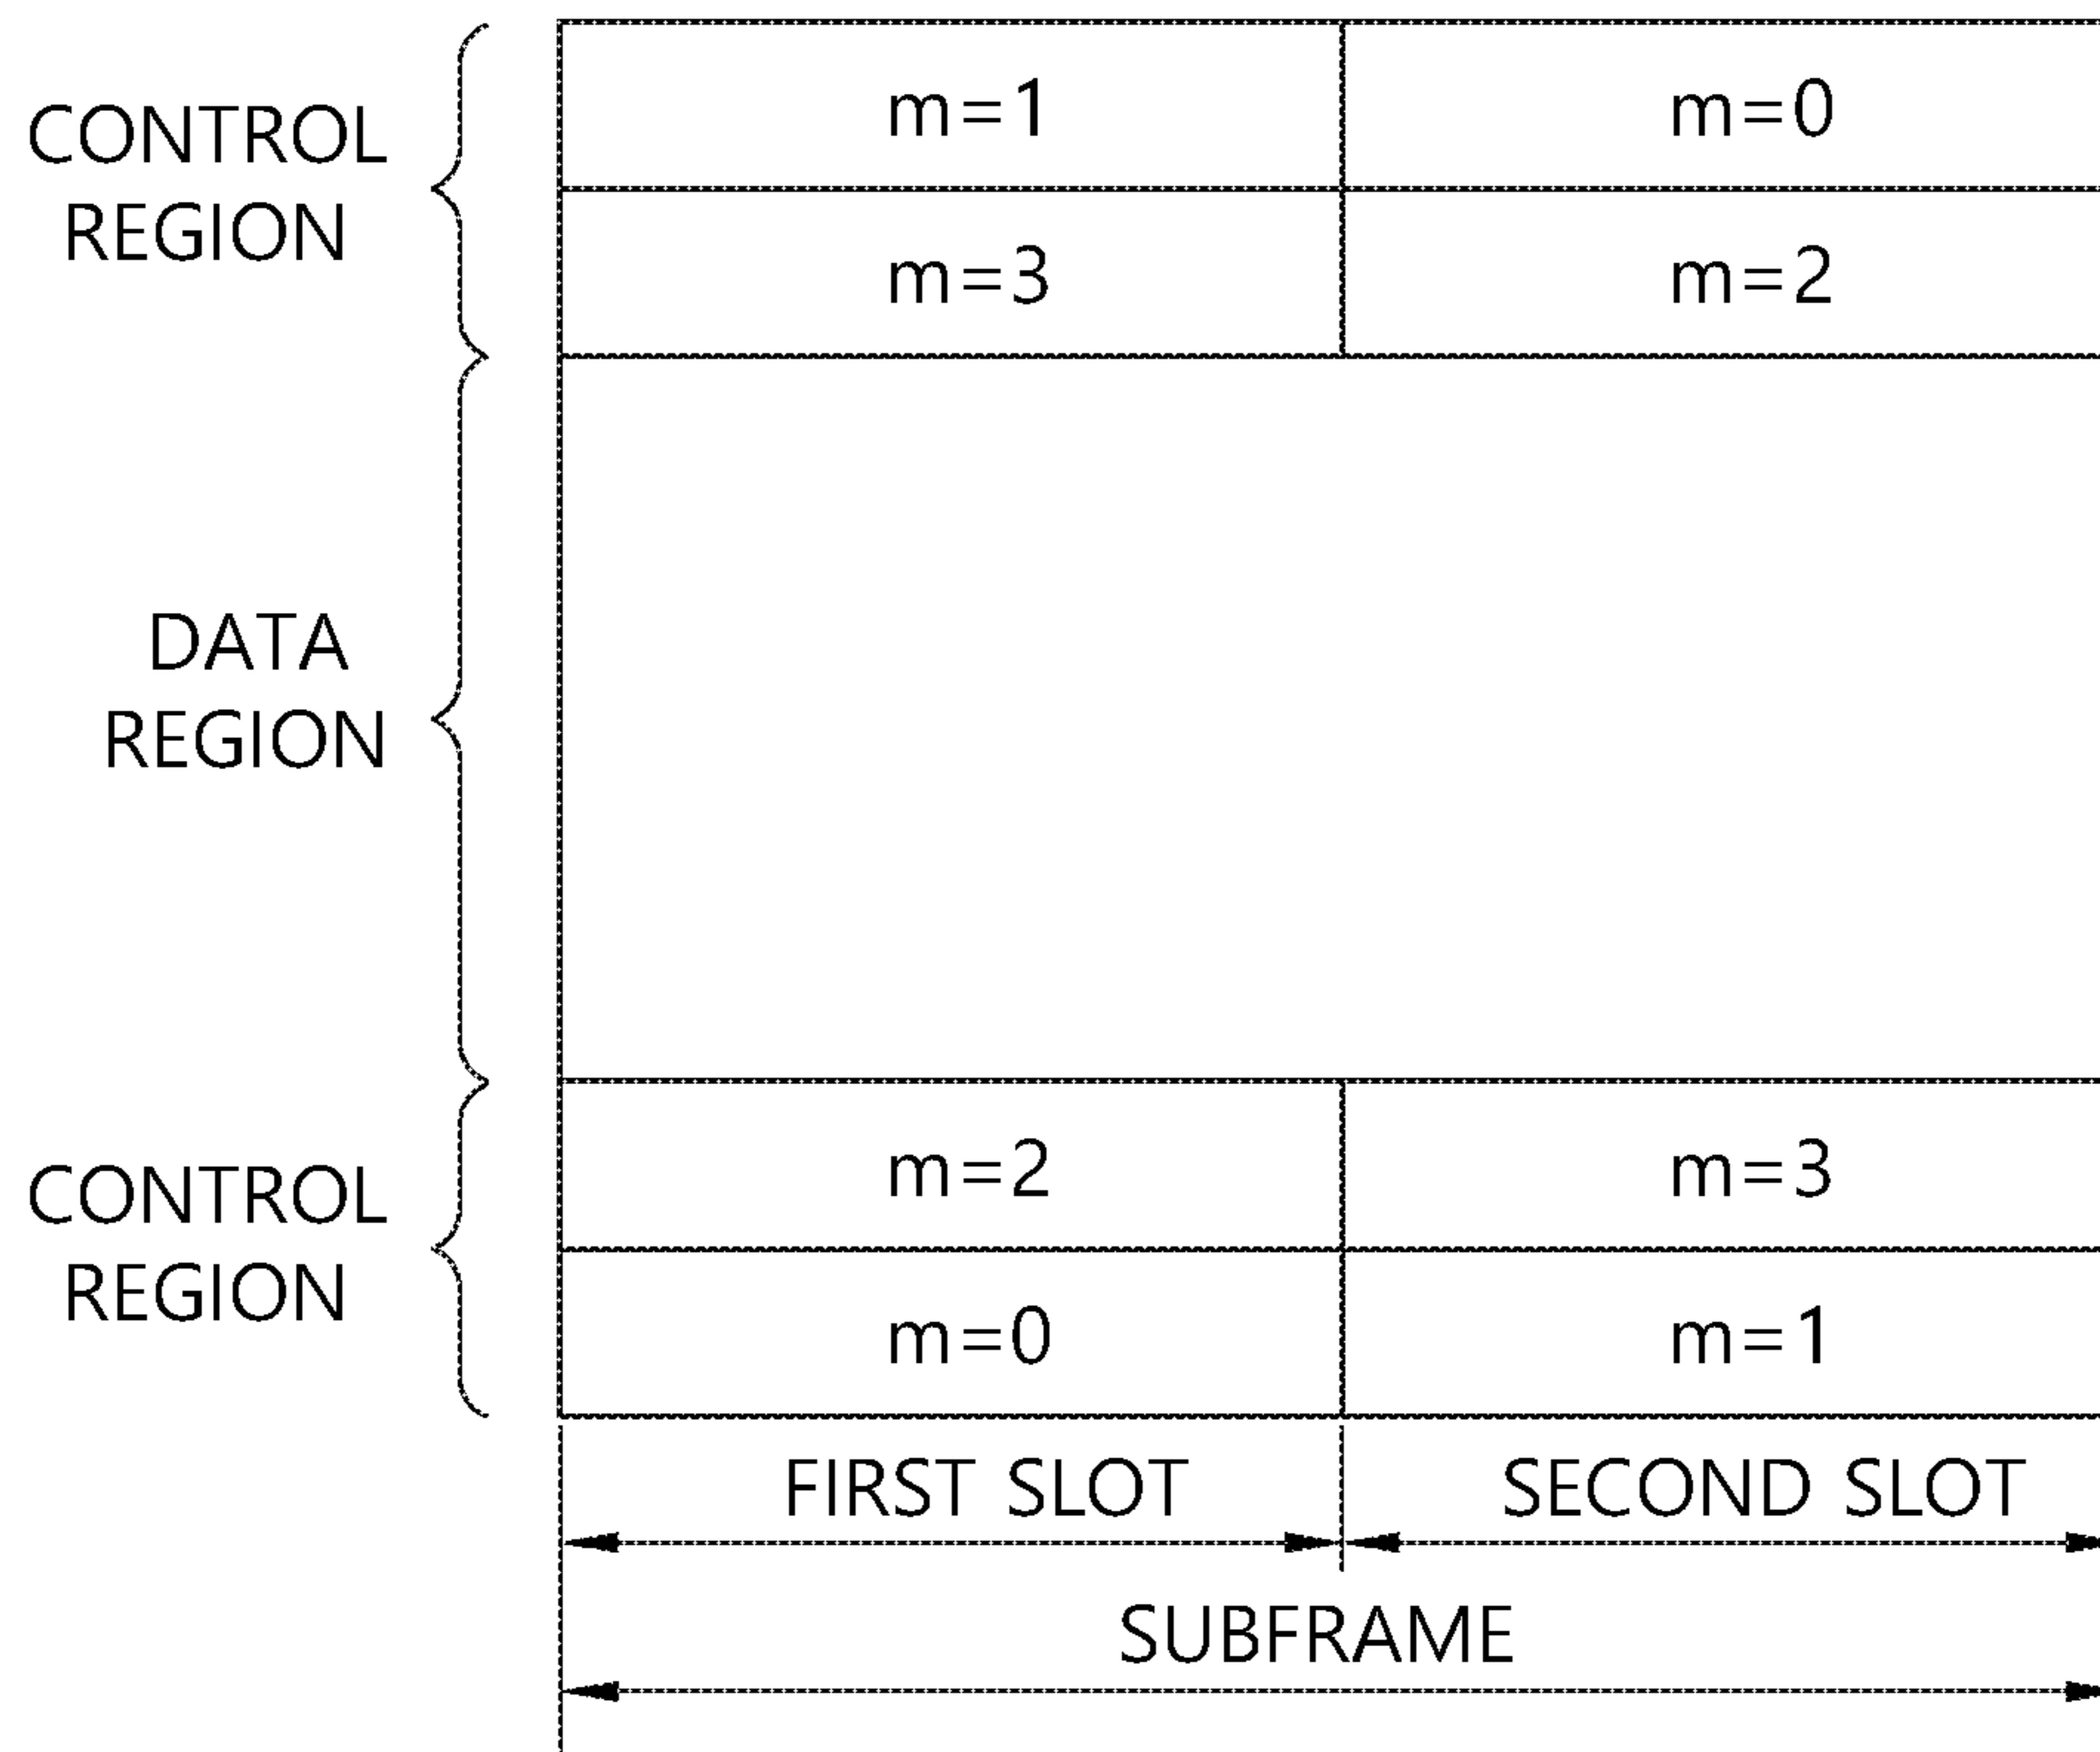 m=1 m=0
CONTROL
REGION
m=3 m=2
DATA
REGION
m=2 m=3
CONTROL
REGION
m=0 m=1
FIRST SLOT SECOND SLOT
SUBFRAME